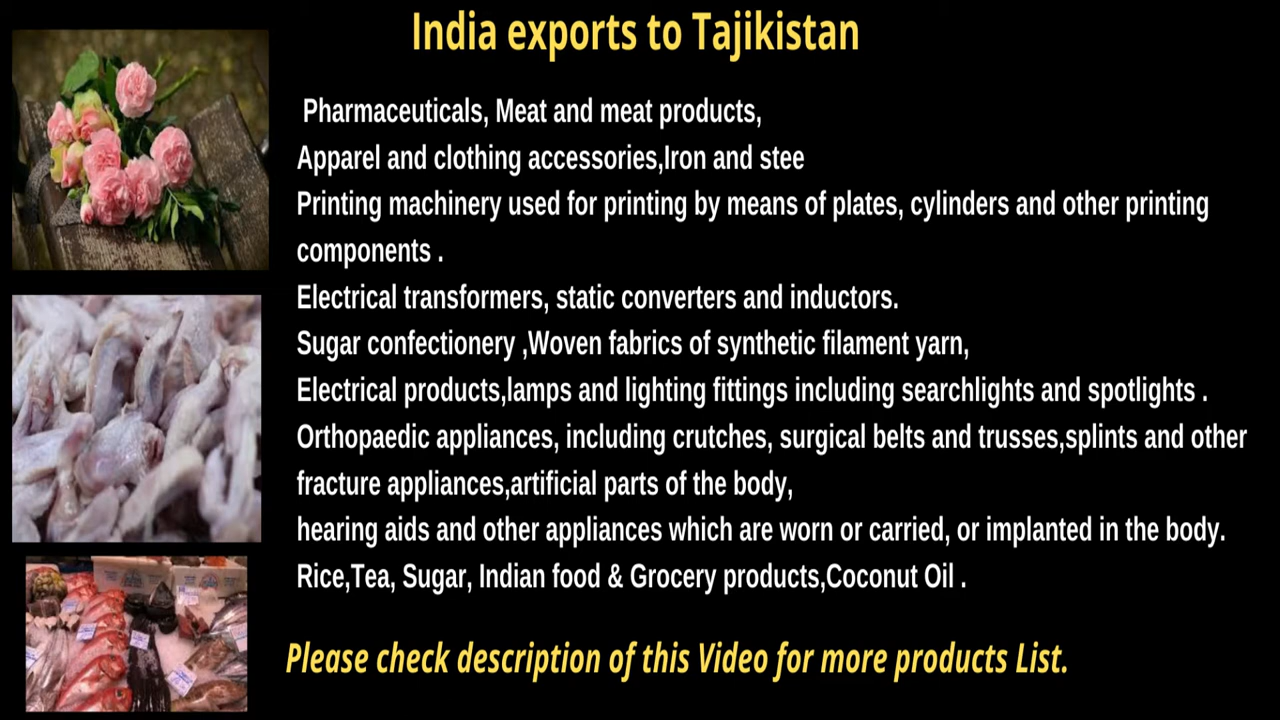 India exports to Tajikistan
Pharmaceuticals, Meat and meat products,
Apparel and clothing accessories,Iron and stee
Printing machinery used for printing by means of plates, cylinders and other printing
components .
Electrical transformers, static converters and inductors.
Sugar confectionery ,Woven fabrics of synthetic filament yarn,
Electrical products,lamps and lighting fittings including searchlights and spotlights .
Orthopaedic appliances, including crutches, surgical belts and trusses,splints and other
fracture appliances,artificial parts of the body,
hearing aids and other appliances which are worn or carried, or implanted in the body.
Rice,Tea, Sugar, Indian food & Grocery products,Coconut Oil .
Please check description of this Video for more products List.